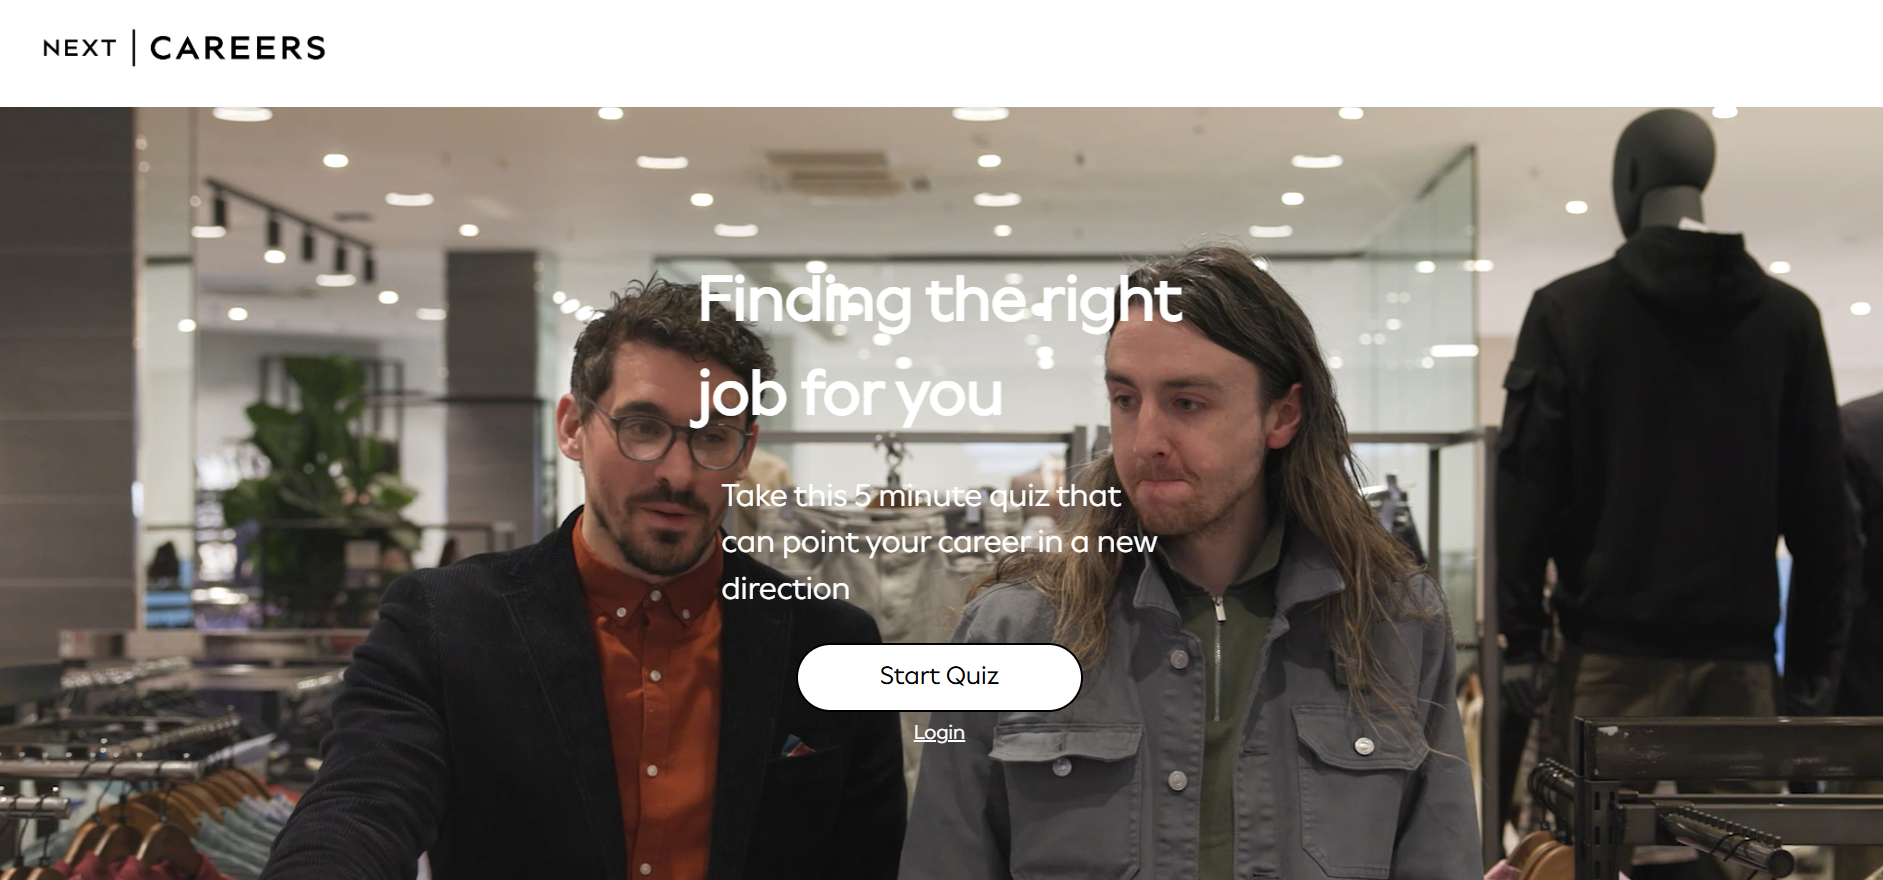 NEXT | CAREERS
Finding the right
job for you
Take this 5 minute quiz that
can point your career in a new
direction
Start Quiz
Login